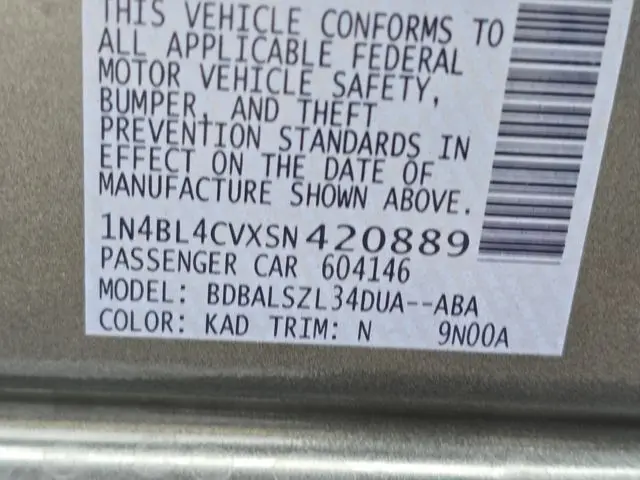 THIS VEHICLE CONFORMS TO
ALL APPLICABLE FEDERAL
MOTOR VEHICLE SAFETY,
BUMPER, AND THEFT
PREVENTION STANDARDS IN
EFFECT ON THE DATE OF
MANUFACTURE SHOWN ABOVE.
1N4BL4CVXSN420889
PASSENGER CAR 604146
MODEL: BDBALSZL34DUA--ABA
COLOR: KAD TRIM: N 9N00A